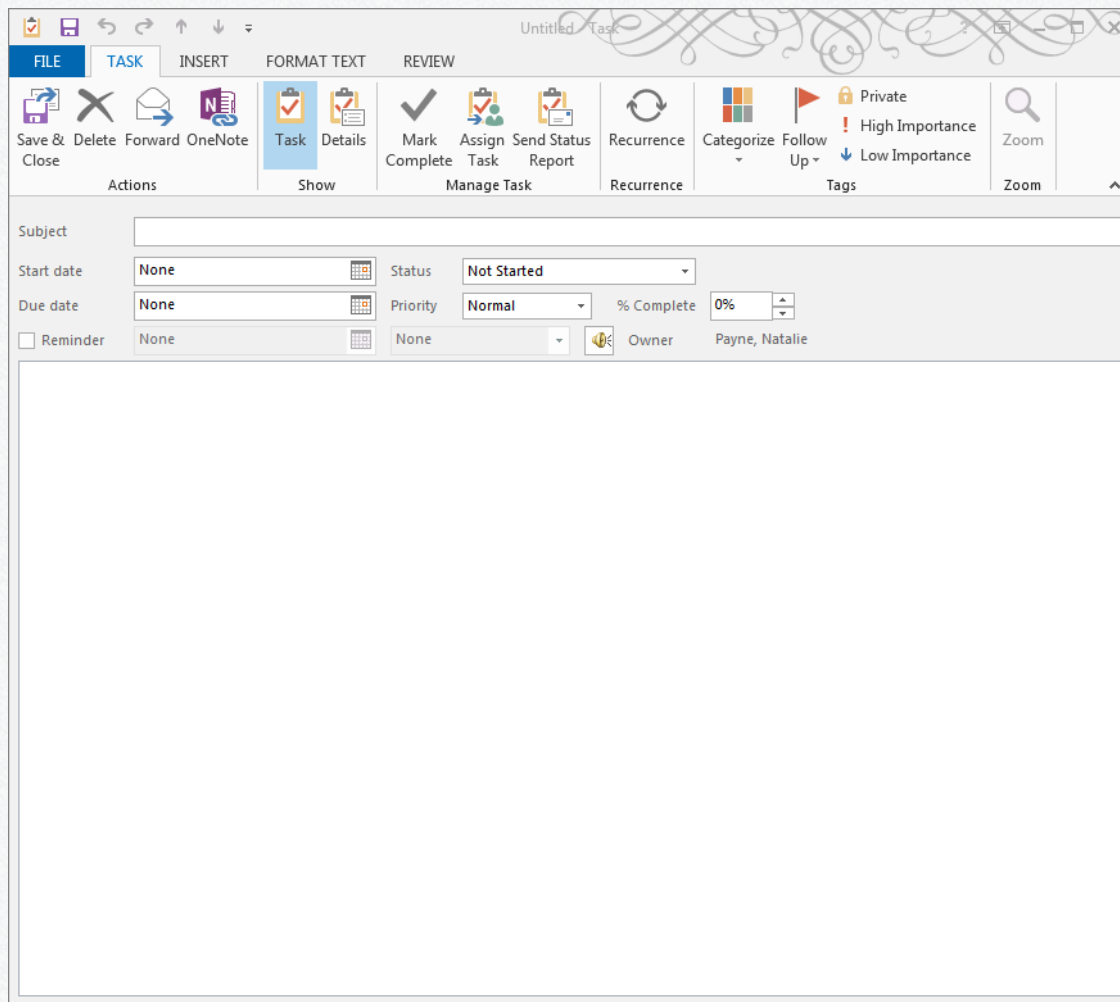 Untitled - Task
FILE TASK INSERT FORMAT TEXT REVIEW
Save & Close Delete Forward OneNote Task Details Mark Complete Assign Task Send Status Report Recurrence Categorize Follow Up Private
High Importance
Low Importance
Zoom
Actions Show Manage Task Recurrence Tags Zoom
Subject
Start date None Status Not Started
Due date None Priority Normal % Complete 0%
Reminder None None Owner Payne, Natalie